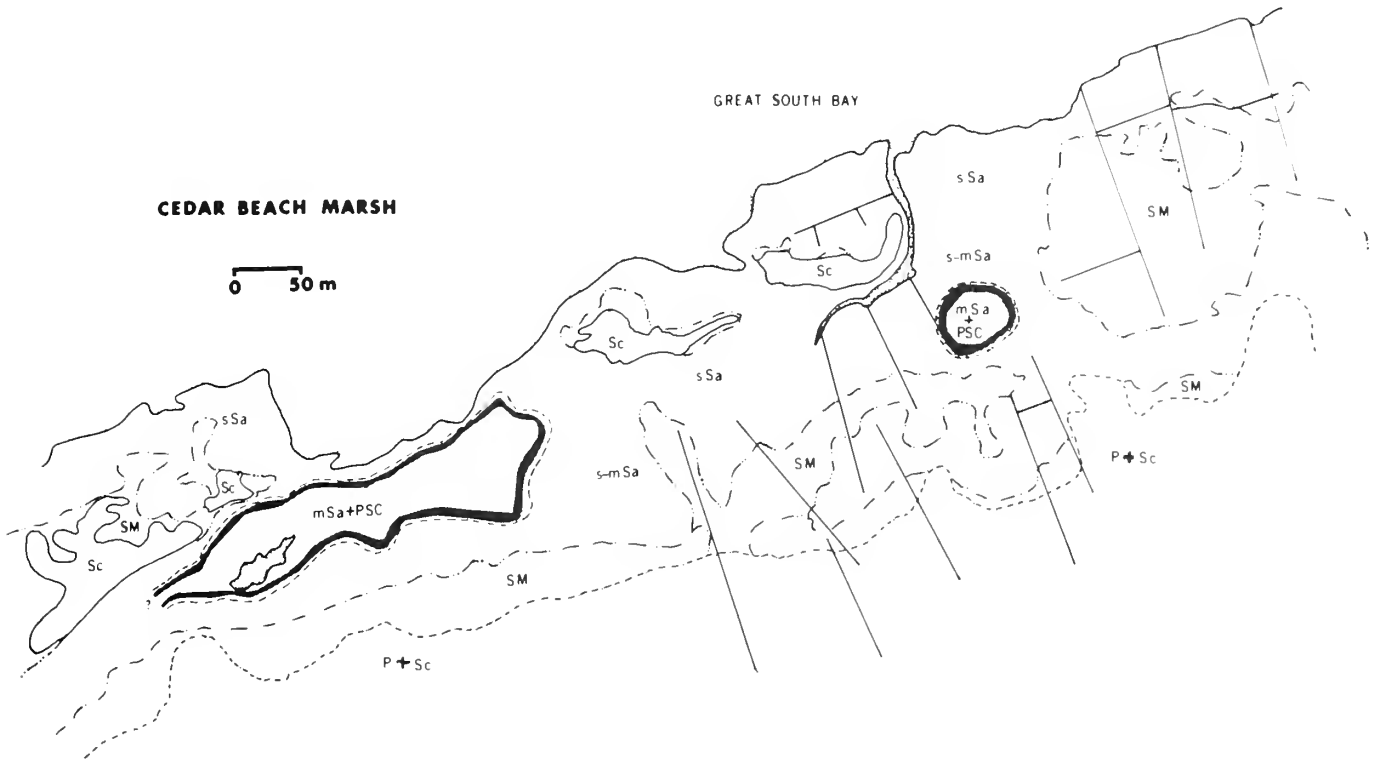 GREAT SOUTH BAY
CEDAR BEACH MARSH
0 50 m
sSa
SM
s-mSa
Sc
mSa
+
PSC
Sc
sSa
SM
sSa
P+Sc
SM
s-mSa
Sc
mSa+PSC
SM
Sc
SM
P+Sc